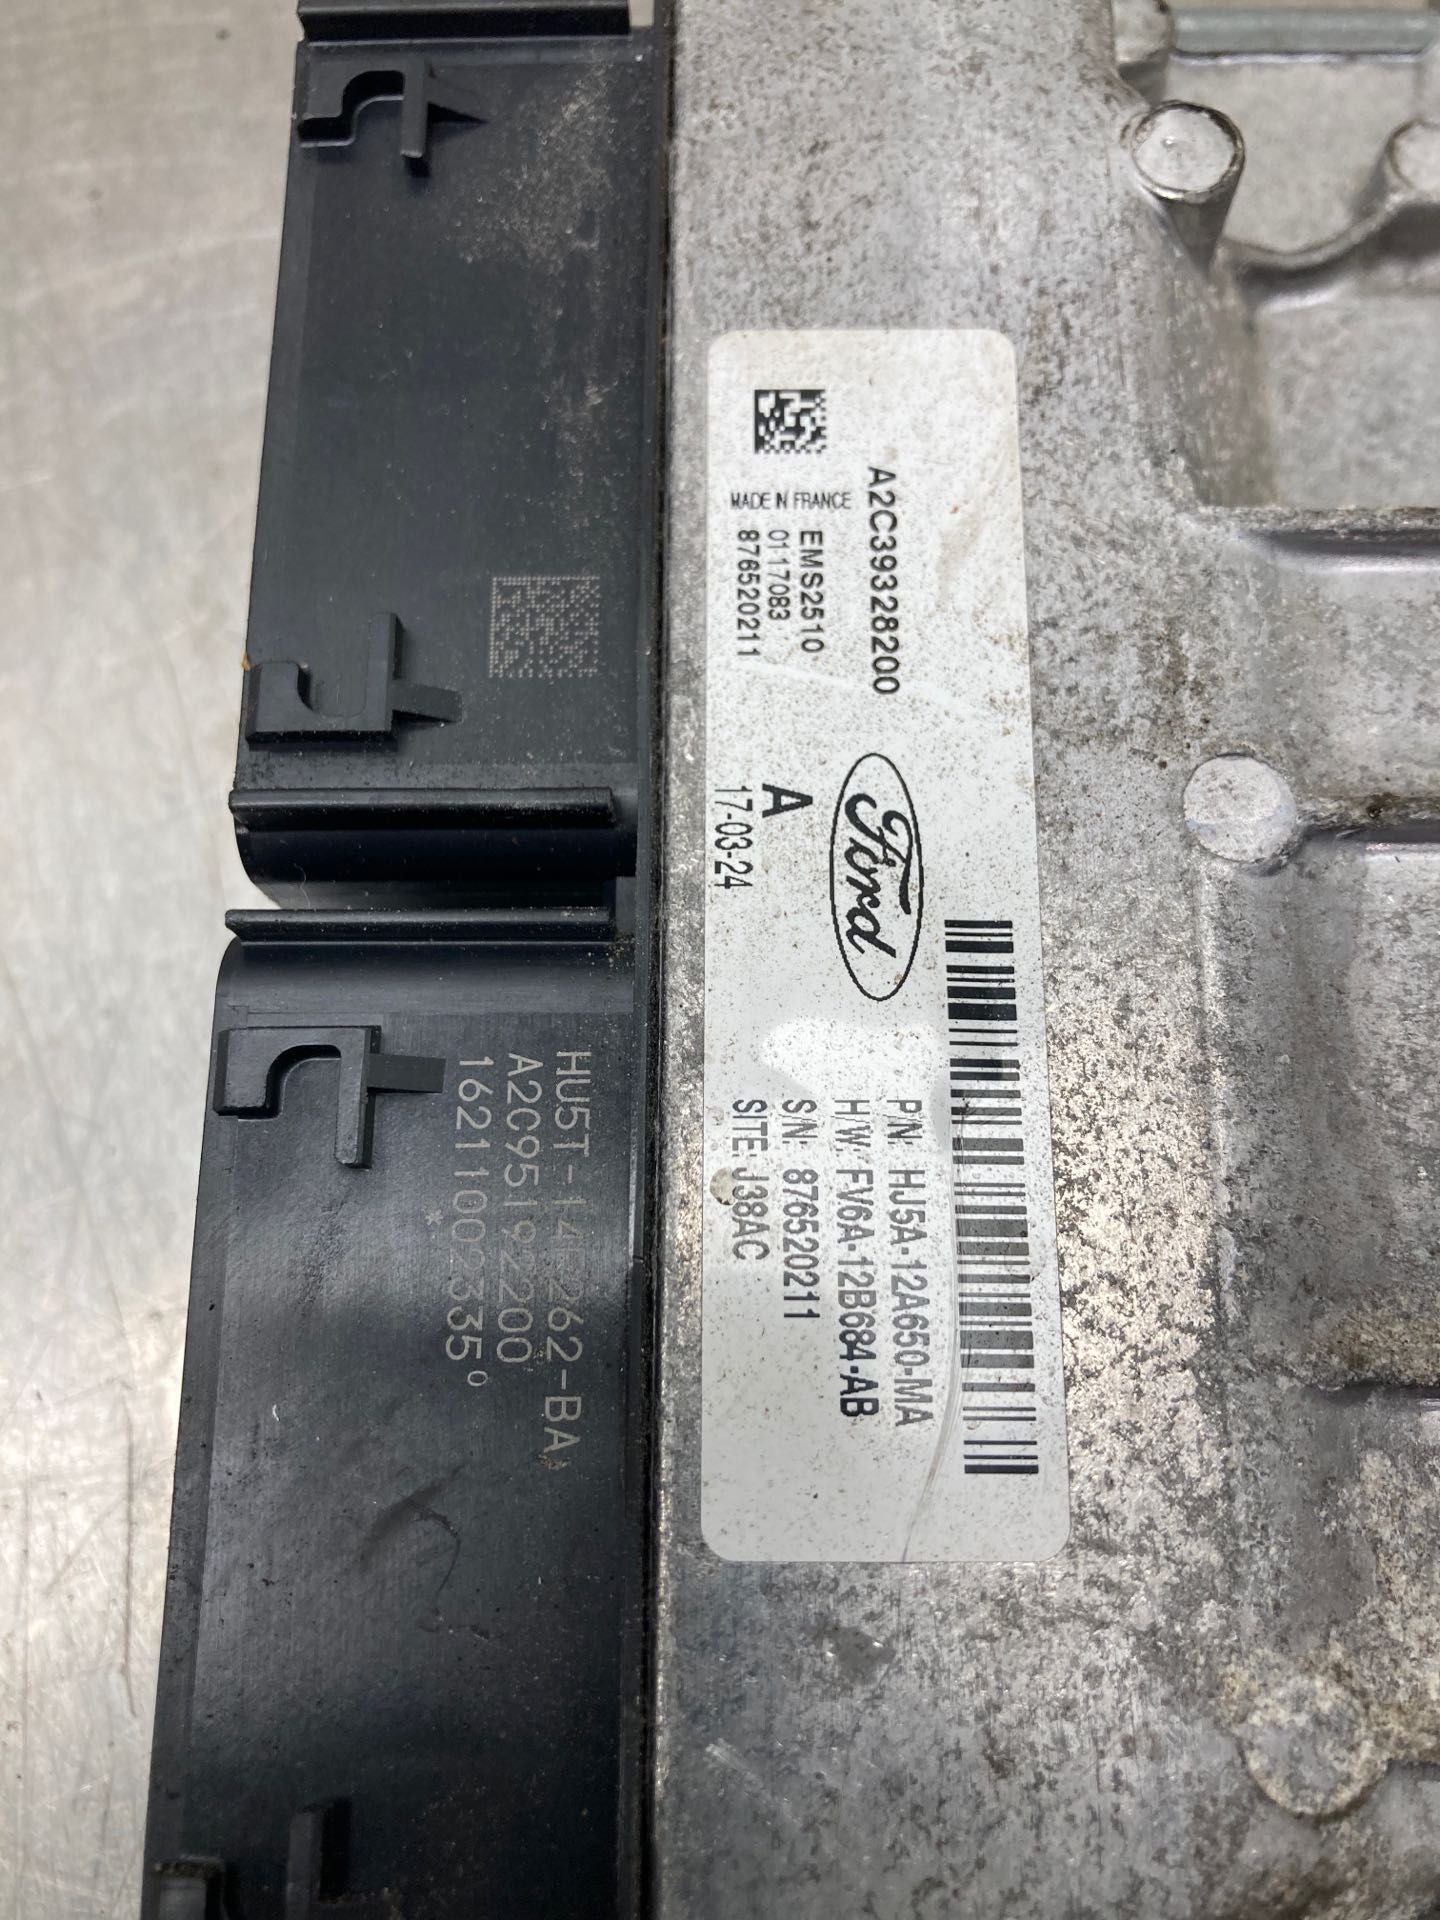 A2C39328200
MADE IN FRANCE
EMS2510
0117083
876520211
Ford
A
17-03-24
P/N: HJ5A-12A650-MA
H/W: FV6A-12B684-AB
S/N: 876520211
SITE: J38AC
HU5T-14F262-BA
A2C95192200
16211002335°
*